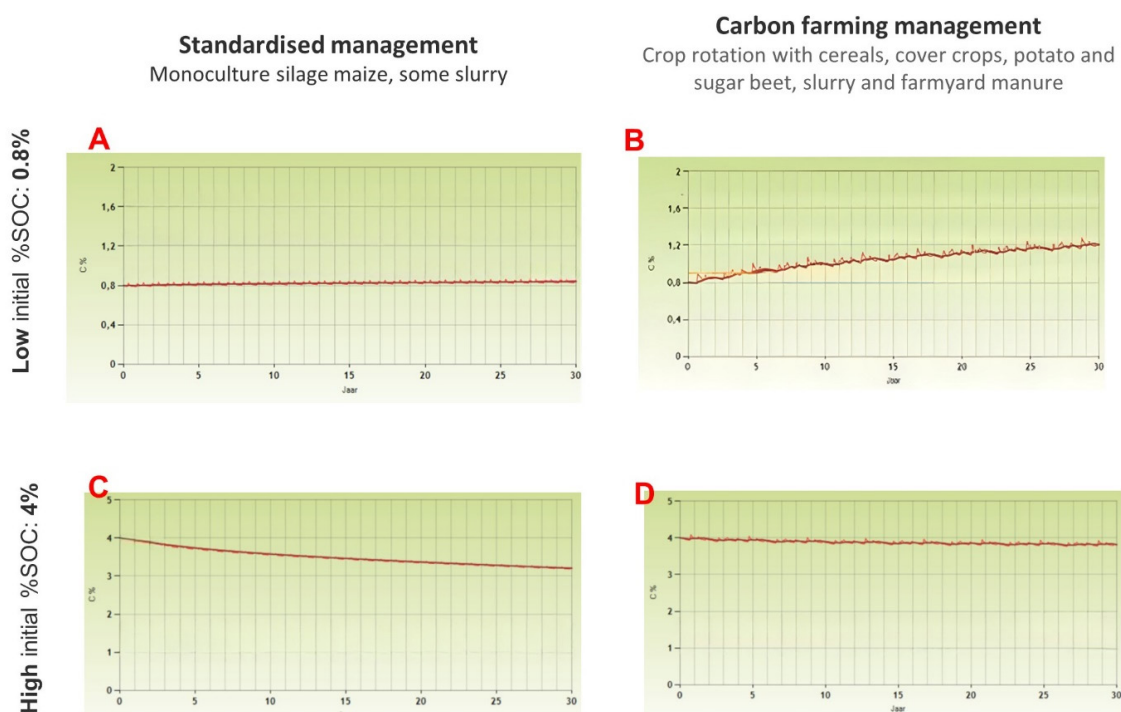 Standardised management
Monoculture silage maize, some slurry
Carbon farming management
Crop rotation with cereals, cover crops, potato and
sugar beet, slurry and farmyard manure
Low initial %SOC: 0.8%
A
2
1,6
1,2
0,8
0,4
0
C %
0 5 10 15 20 25 30
Jaar
B
2
1,6
1,2
0,8
0,4
0
C %
0 5 10 15 20 25 30
Jaar
High initial %SOC: 4%
C
5
4
3
2
1
0
C %
0 5 10 15 20 25 30
D
5
4
3
2
1
0
C %
0 5 10 15 20 25 30
Jaar